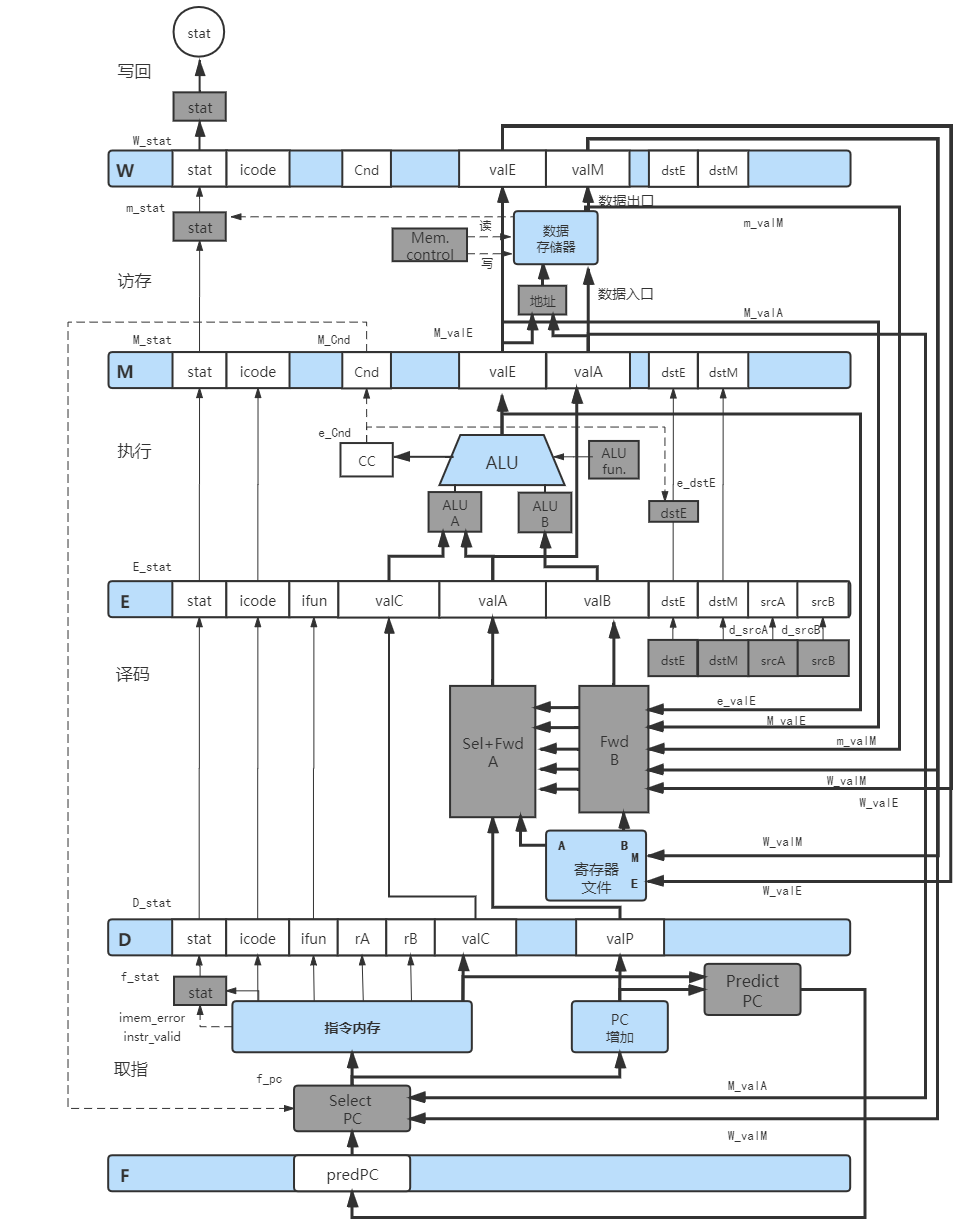 stat
写回
stat
W_stat
W
stat
icode
Cnd
valE
valM
dstE
dstM
m_stat
stat
数据出口
m_valM
读
Mem.
control
写
数据
存储器
访存
地址
数据入口
M_stat
M_Cnd
M_valE
M_valA
M
stat
icode
Cnd
valE
valA
dstE
dstM
执行
e_Cnd
CC
ALU
ALU
fun.
e_dstE
ALU
A
ALU
B
dstE
E_stat
E
stat
icode
ifun
valC
valA
valB
dstE
dstM
srcA
srcB
d_srcA
d_srcB
dstE
dstM
srcA
srcB
译码
Sel+Fwd
A
Fwd
B
e_valE
M_valE
m_valM
W_valM
W_valE
A
B
M
寄存器
文件
E
W_valM
W_valE
D_stat
D
stat
icode
ifun
rA
rB
valC
valP
f_stat
stat
Predict
PC
imem_error
instr_valid
指令内存
PC
增加
取指
f_pc
Select
PC
M_valA
W_valM
F
predPC